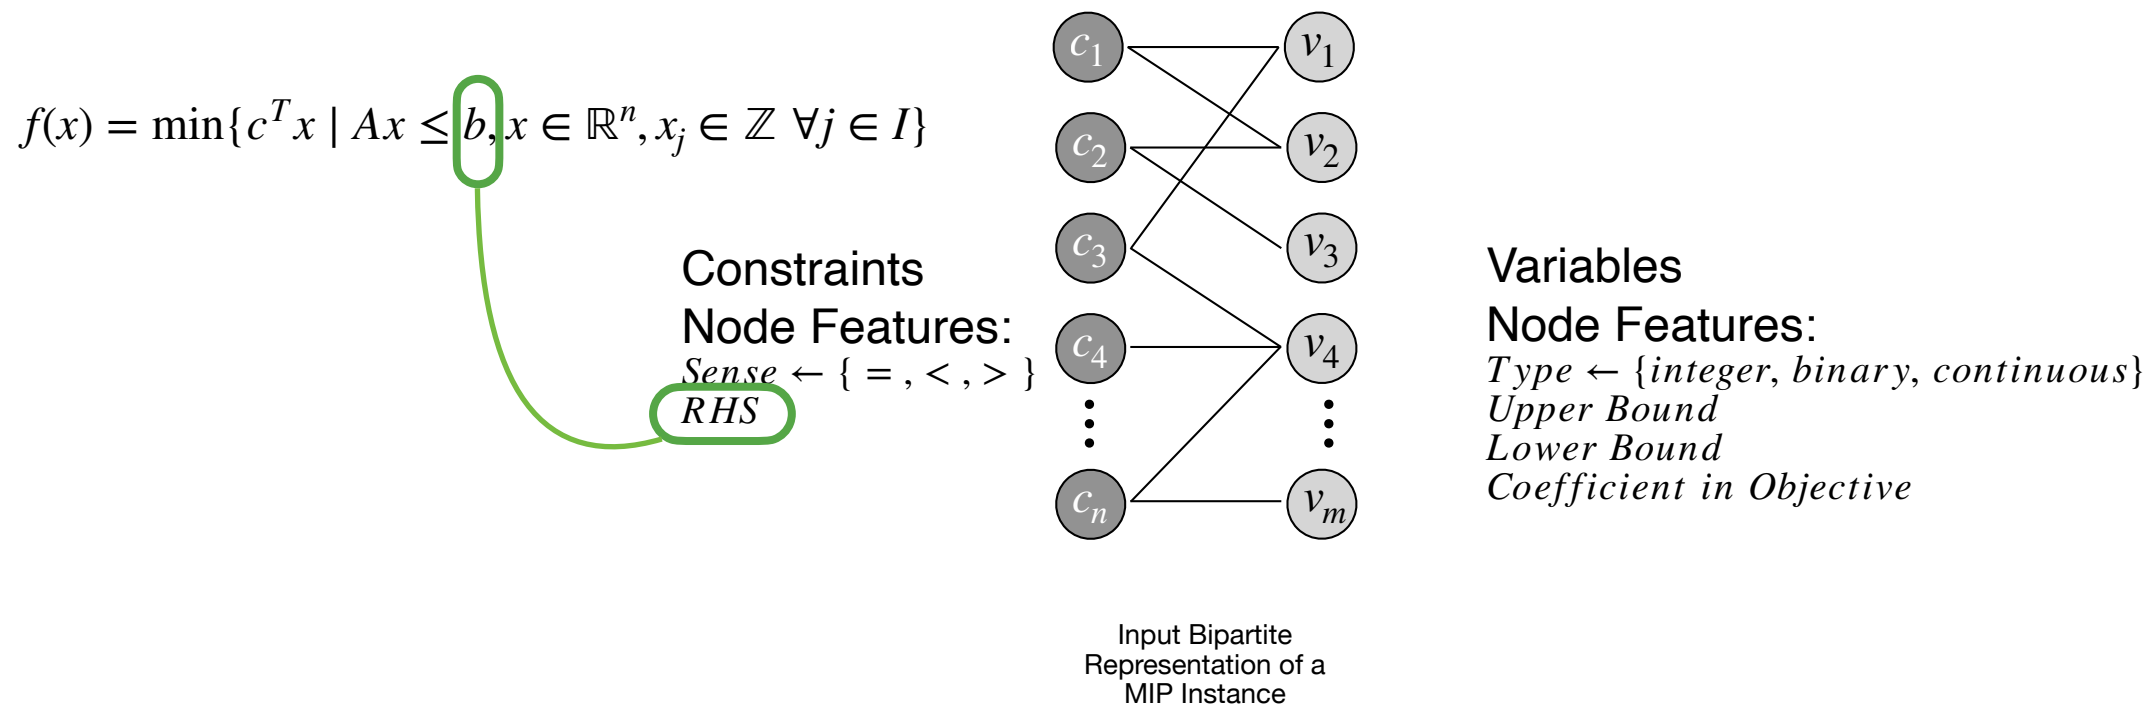 f(x) = min{c^T x | Ax ≤ b, x ∈ ℝ^n, x_j ∈ ℤ ∀j ∈ I}
Constraints
Node Features:
Sense ← { = , < , > }
RHS
c_1
v_1
c_2
v_2
c_3
v_3
c_4
v_4
c_n
v_m
Variables
Node Features:
Type ← {integer, binary, continuous}
Upper Bound
Lower Bound
Coefficient in Objective
Input Bipartite
Representation of a
MIP Instance